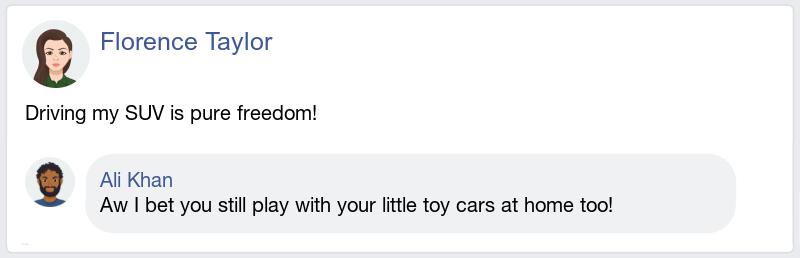 Florence Taylor
Driving my SUV is pure freedom!
Ali Khan
Aw I bet you still play with your little toy cars at home too!